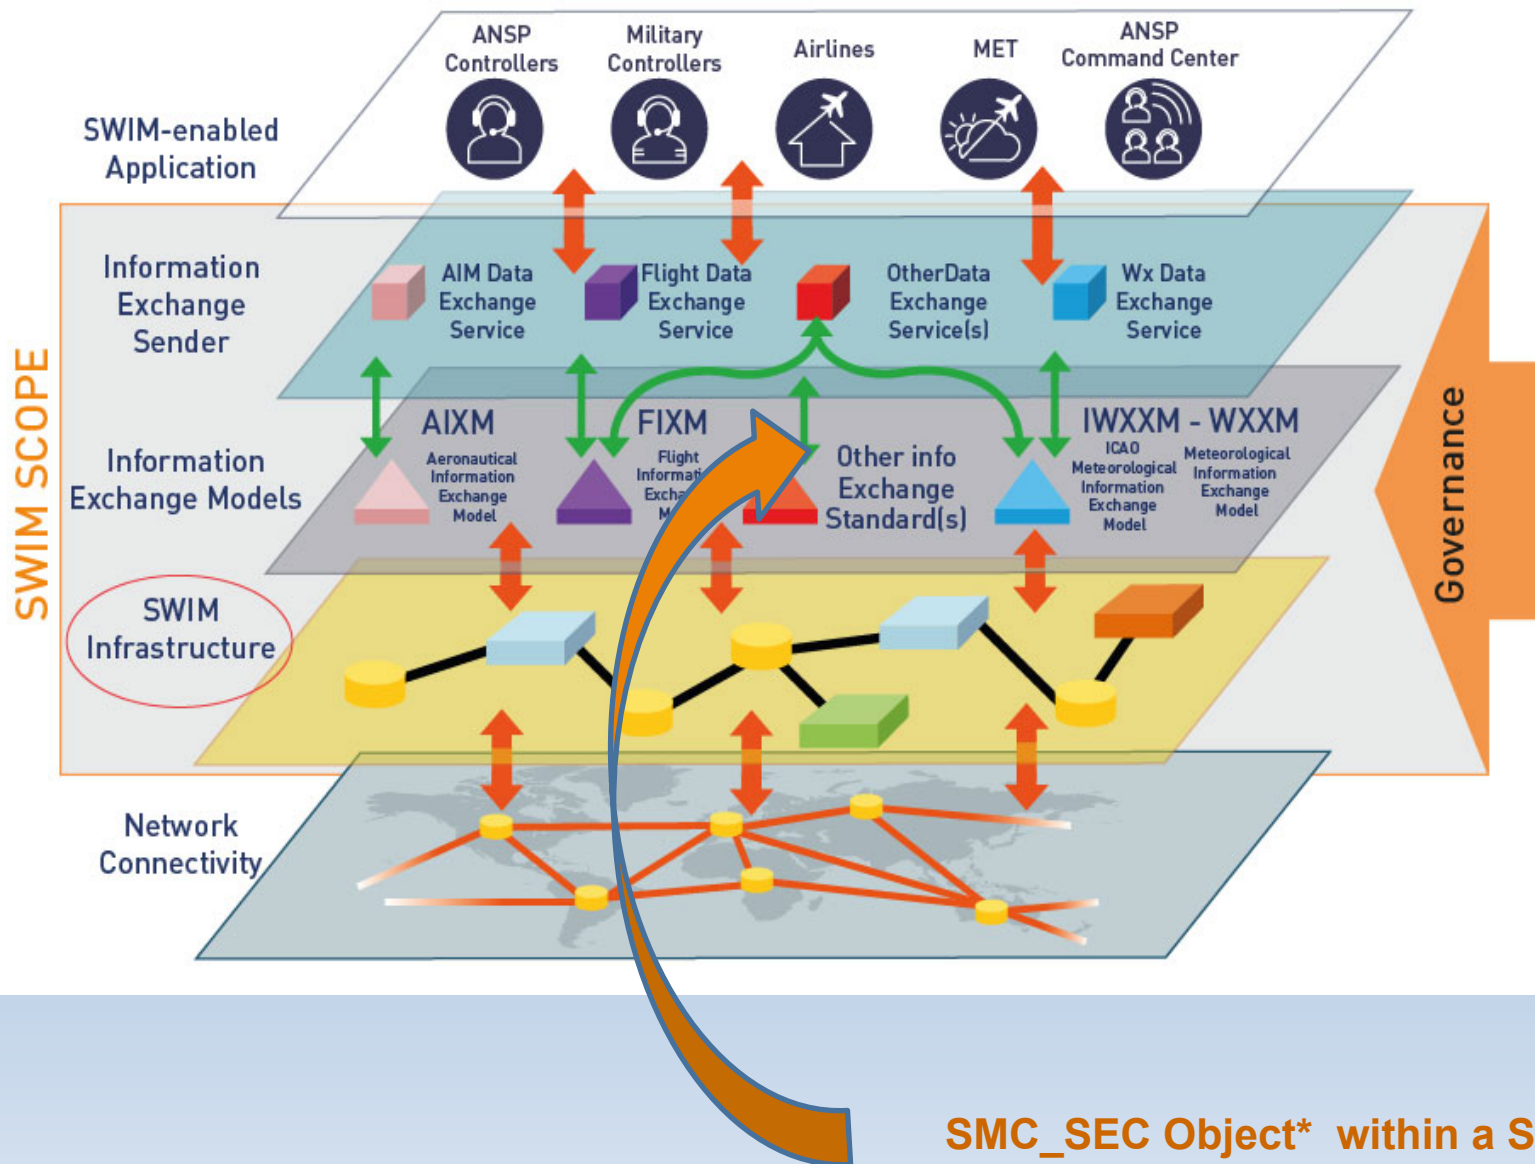 ANSP
Controllers
Military
Controllers
Airlines
MET
ANSP
Command Center
SWIM-enabled
Application
SWIM SCOPE
Information
Exchange
Sender
AIM Data
Exchange
Service
Flight Data
Exchange
Service
OtherData
Exchange
Service(s)
Wx Data
Exchange
Service
Governance
Information
Exchange Models
AIXM
Aeronautical
Information
Exchange
Model
FIXM
Flight
Other info
Exchange
Standard(s)
IWXXM - WXXM
ICAO
Meteorological
Information
Exchange
Model
Meteorological
Information
Exchange
Model
SWIM
Infrastructure
Network
Connectivity
SMC_SEC Object* within a S